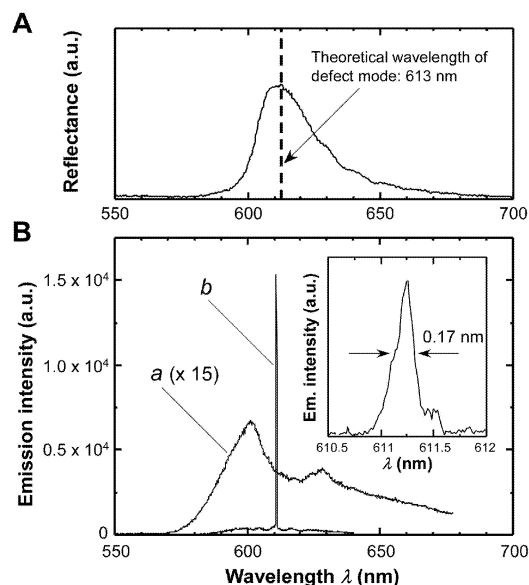 A
Reflectance (a.u.)
Theoretical wavelength of
defect mode: 613 nm
550 600 650 700
B
Emission intensity (a.u.)
1.5 x 10⁴
1.0 x 10⁴
0.5 x 10⁴
0
b
a (x 15)
Em. intensity (a.u.)
0.17 nm
610.5 611 611.5 612
λ (nm)
550 600 650 700
Wavelength λ (nm)